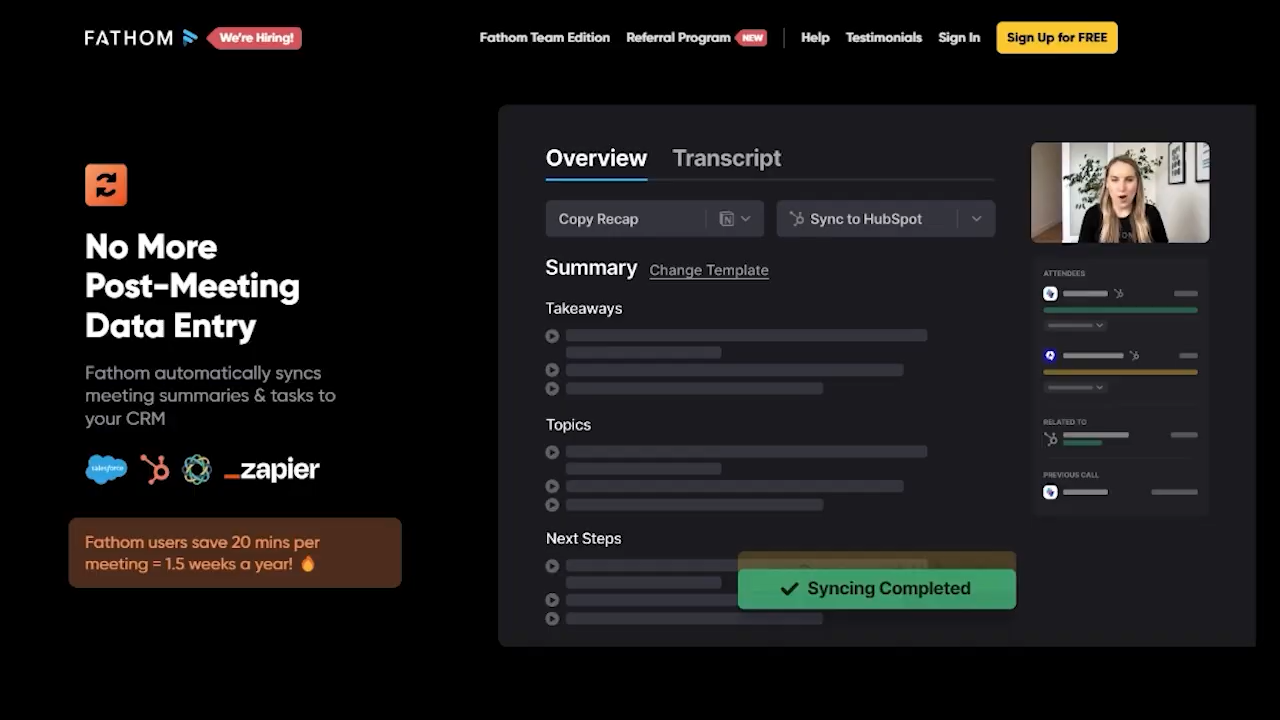 FATHOM
We're Hiring!
Fathom Team Edition
Referral Program
NEW
Help
Testimonials
Sign In
Sign Up for FREE
No More
Post-Meeting
Data Entry
Fathom automatically syncs
meeting summaries & tasks to
your CRM
salesforce
zapier
Fathom users save 20 mins per
meeting = 1.5 weeks a year! 🔥
Overview
Transcript
Copy Recap
Sync to HubSpot
Summary
Change Template
Takeaways
Topics
Next Steps
Syncing Completed
ATTENDEES
RELATED TO
PREVIOUS CALL